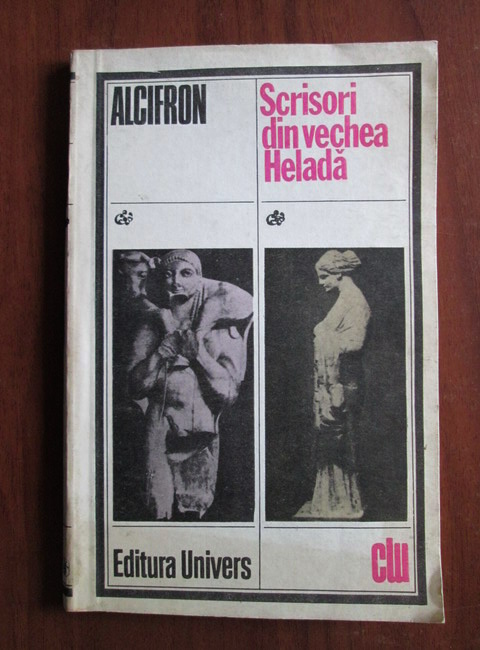 ALCIFRON
Scrisori
din vechea
Heladă
Editura Univers
clu